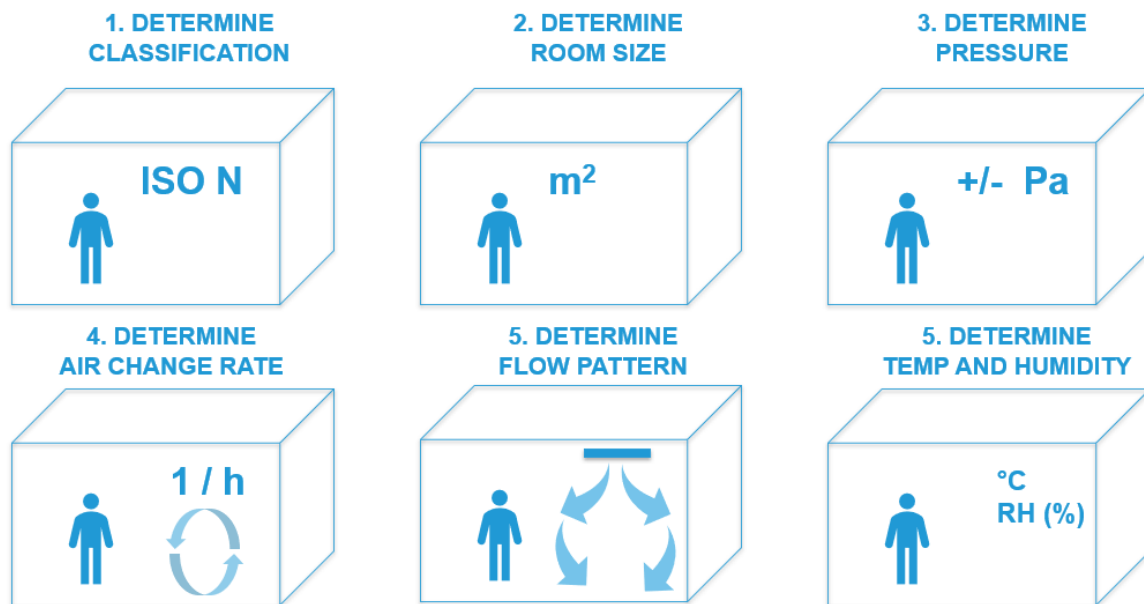 1. DETERMINE
CLASSIFICATION
2. DETERMINE
ROOM SIZE
3. DETERMINE
PRESSURE
ISO N
m²
+/- Pa
4. DETERMINE
AIR CHANGE RATE
5. DETERMINE
FLOW PATTERN
5. DETERMINE
TEMP AND HUMIDITY
1 / h
°C
RH (%)